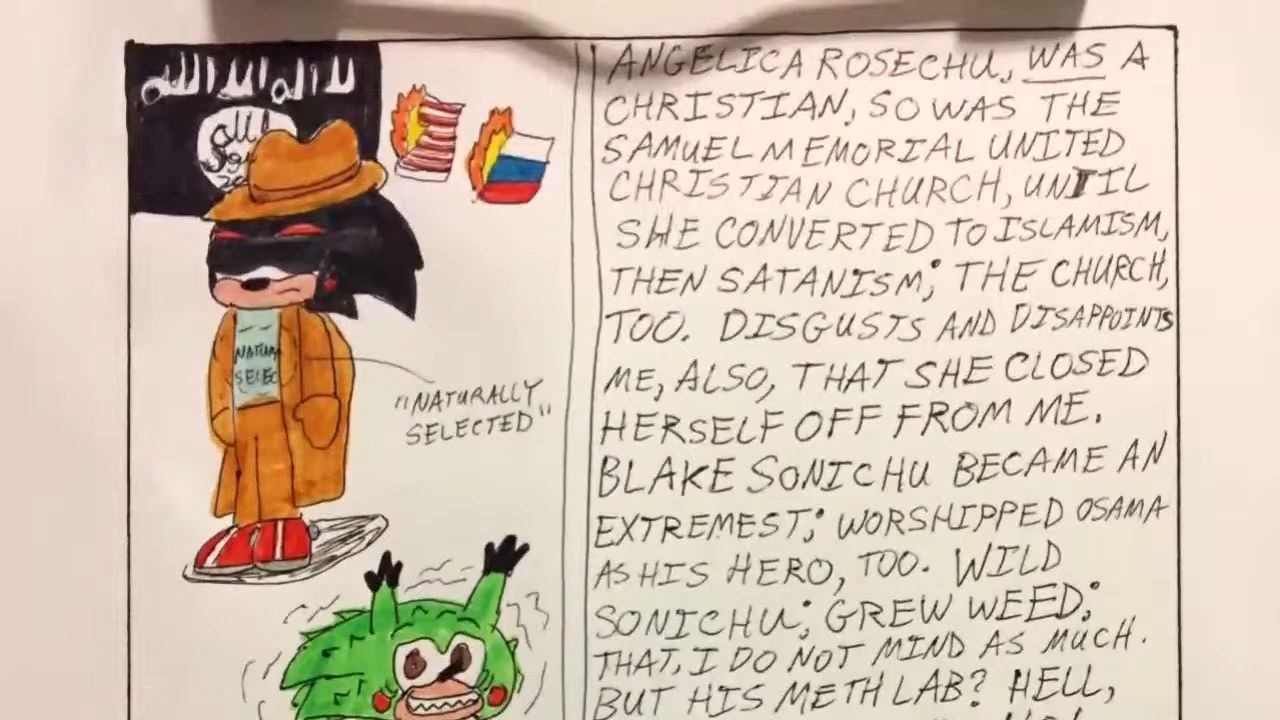 NATURA
SELEC
"NATURALLY
SELECTED"
ANGELICA ROSECHU, WAS A
CHRISTIAN, SO WAS THE
SAMUEL MEMORIAL UNITED
CHRISTIAN CHURCH, UNTIL
SHE CONVERTED TO ISLAMISM,
THEN SATANISM; THE CHURCH,
TOO. DISGUSTS AND DISAPPOINTS
ME, ALSO, THAT SHE CLOSED
HERSELF OFF FROM ME.
BLAKE SONICHU BECAME AN
EXTREMEST; WORSHIPPED OSAMA
AS HIS HERO, TOO. WILD
SONICHU; GREW WEED;
THAT, I DO NOT MIND AS MUCH.
BUT HIS METH LAB? HELL,